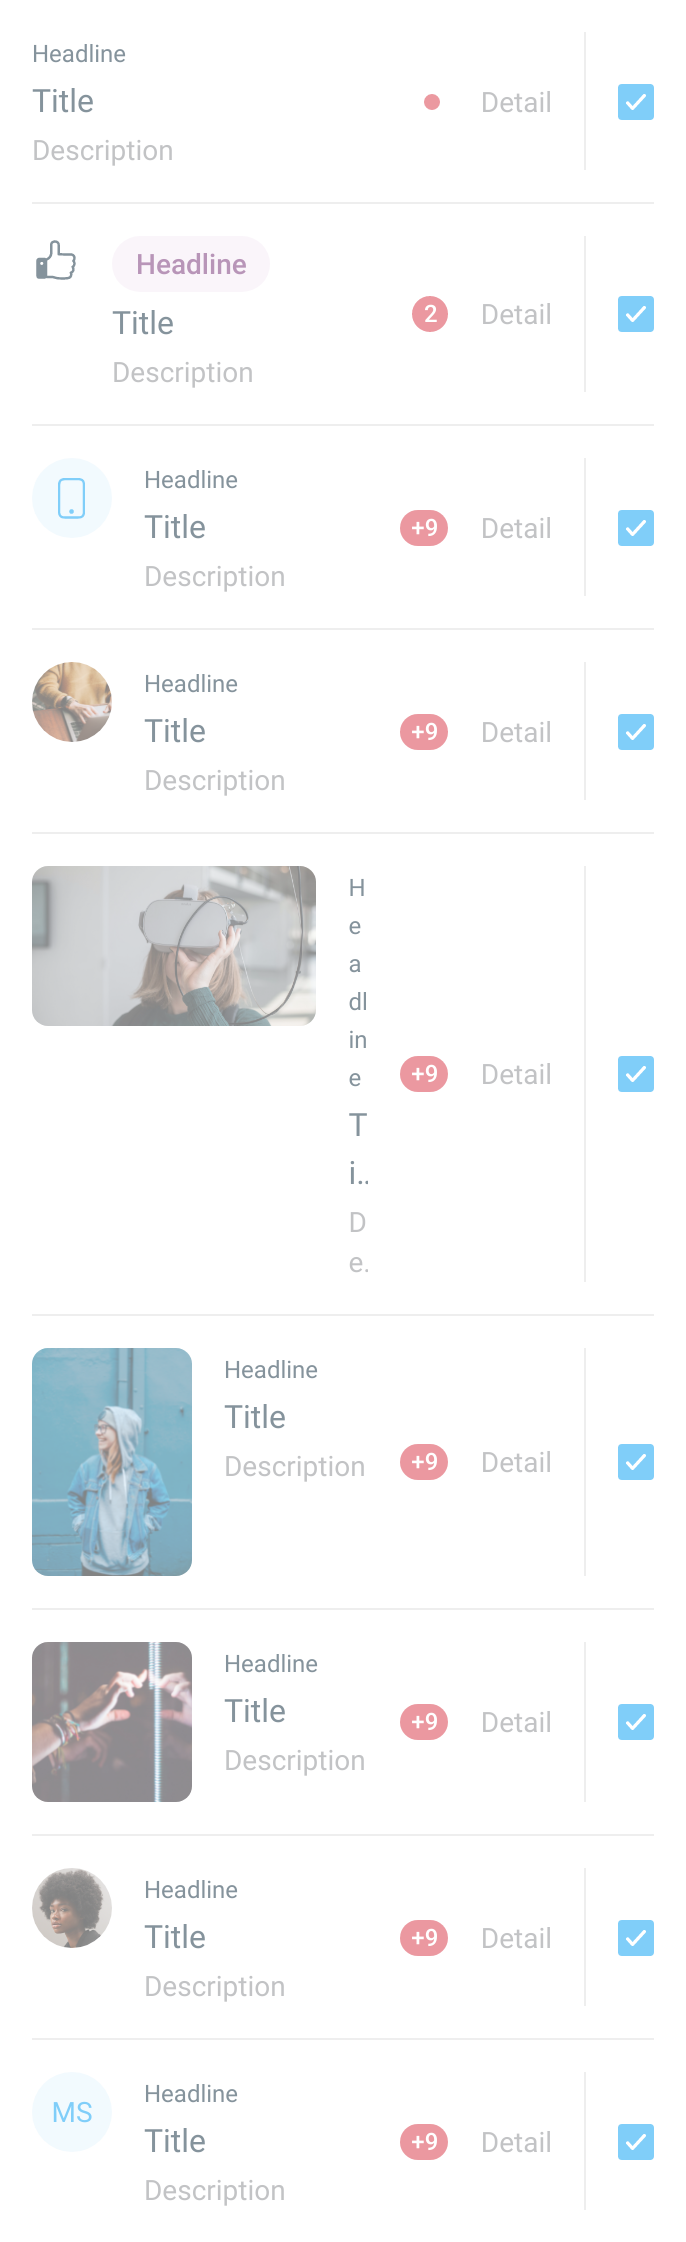 Headline
Title
Detail
Description
Headline
Title
2
Detail
Description
Headline
Title
+9
Detail
Description
Headline
Title
+9
Detail
Description
H
e
a
dl
in
e
T
i..
D
e.
+9
Detail
Headline
Title
Description
+9
Detail
Headline
Title
+9
Detail
Description
Headline
Title
+9
Detail
Description
MS
Headline
Title
+9
Detail
Description